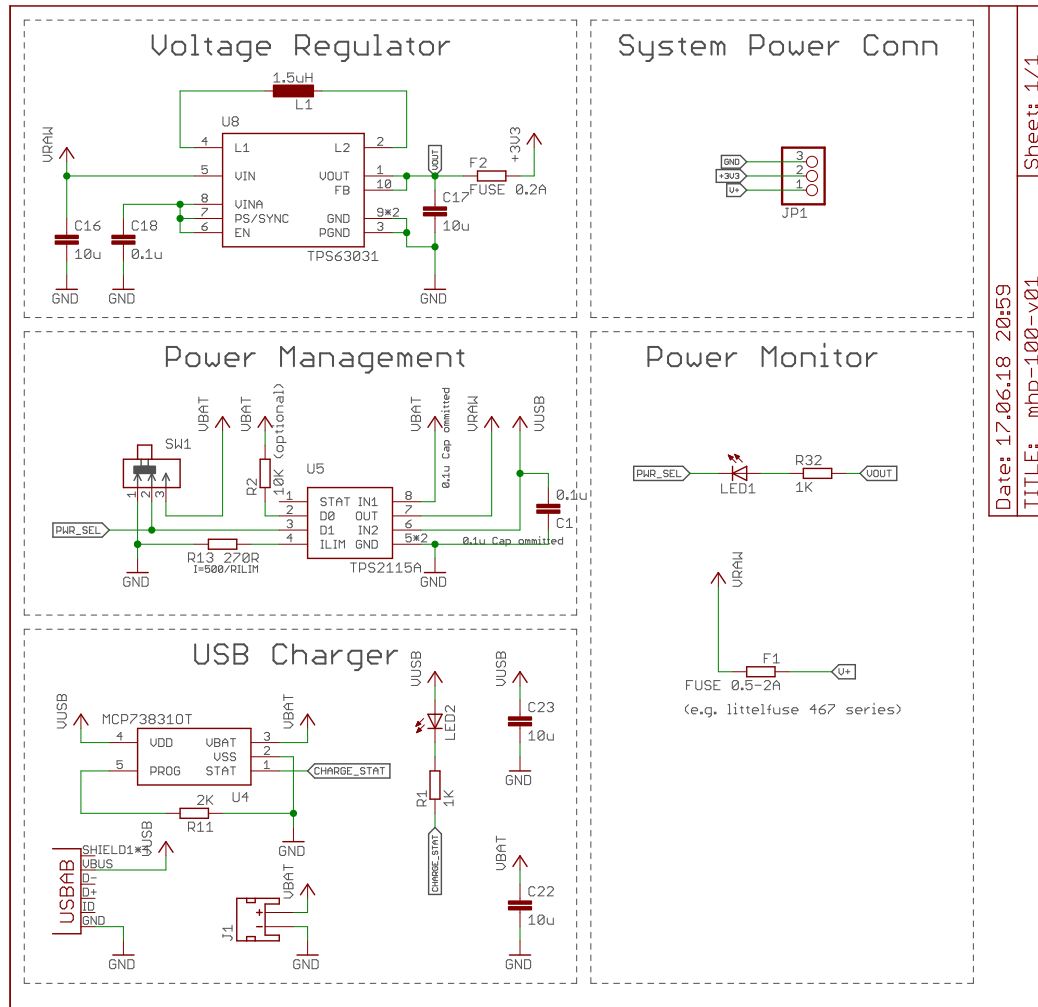 Voltage Regulator
1.5uH
L1
U8
VRAW
4
L1
L2
2
5
VIN
VOUT
1
FB
10
8
VINA
7
PS/SYNC
GND
9*2
6
EN
PGND
3
TPS63031
C16
10u
GND
C18
0.1u
GND
VOUT
C17
10u
GND
F2
FUSE 0.2A
+3V3
System Power Conn
GND
3
+3V3
2
V+
1
JP1
Power Management
SW1
1
2
3
VBAT
VBAT
R2
10K (optional)
PWR_SEL
GND
R13 270R
I=500/RILIM
U5
1
STAT
IN1
8
2
D0
OUT
7
3
D1
IN2
6
4
ILIM
GND
5*2
TPS2115A
VBAT
0.1u Cap ommitted
VRAW
VUSB
0.1u
C1
0.1u Cap ommitted
GND
Power Monitor
PWR_SEL
LED1
R32
1K
VOUT
VRAW
F1
FUSE 0.5-2A
V+
(e.g. littelfuse 467 series)
USB Charger
VUSB
MCP73831OT
4
VDD
VBAT
3
VSS
2
5
PROG
STAT
1
U4
VBAT
CHARGE_STAT
2K
R11
GND
VUSB
LED2
R1
1K
CHARGE_STAT
VUSB
C23
10u
GND
VBAT
C22
10u
GND
USBAB
SHIELD1*4
VBUS
D-
D+
ID
GND
VUSB
GND
J1
+
-
VBAT
GND
Date: 17.06.18 20:59
Sheet: 1/1
TITLE: mhp-100-v01